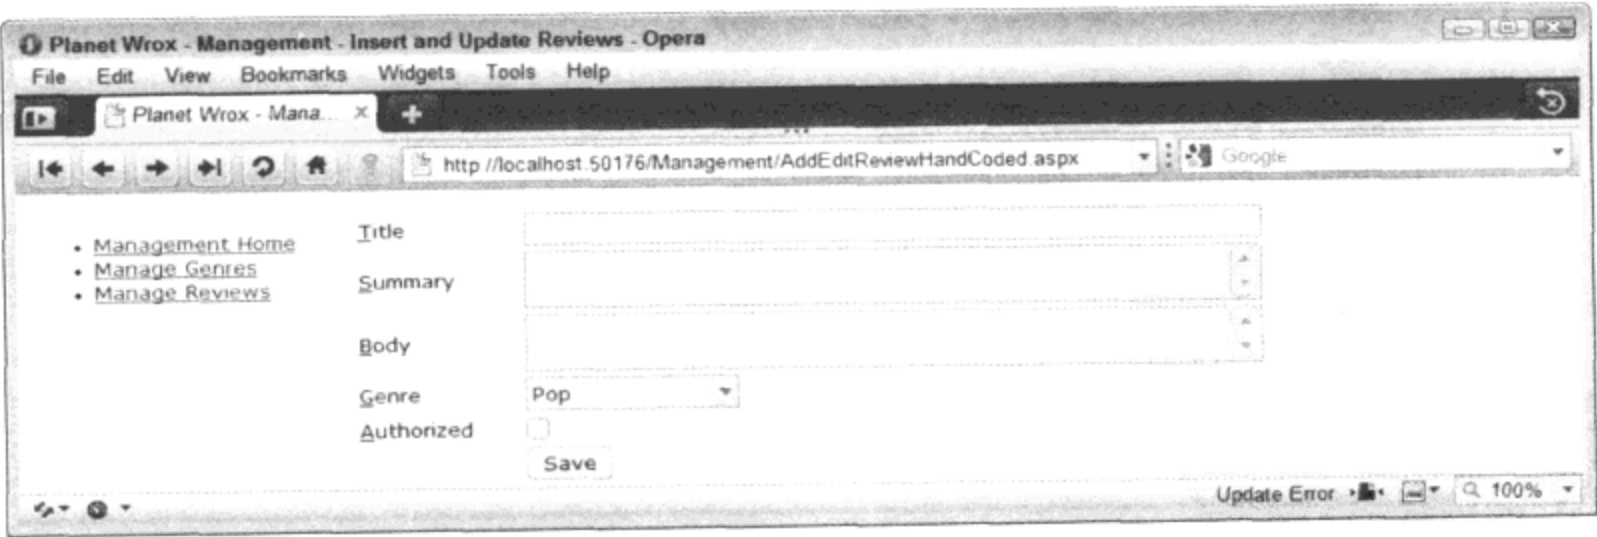 Planet Wrox - Management - Insert and Update Reviews - Opera
File Edit View Bookmarks Widgets Tools Help
Planet Wrox - Mana...
http://localhost:50176/Management/AddEditReviewHandCoded.aspx Google
Management Home
Manage Genres
Manage Reviews
Title
Summary
Body
Genre Pop
Authorized
Save
Update Error 100%